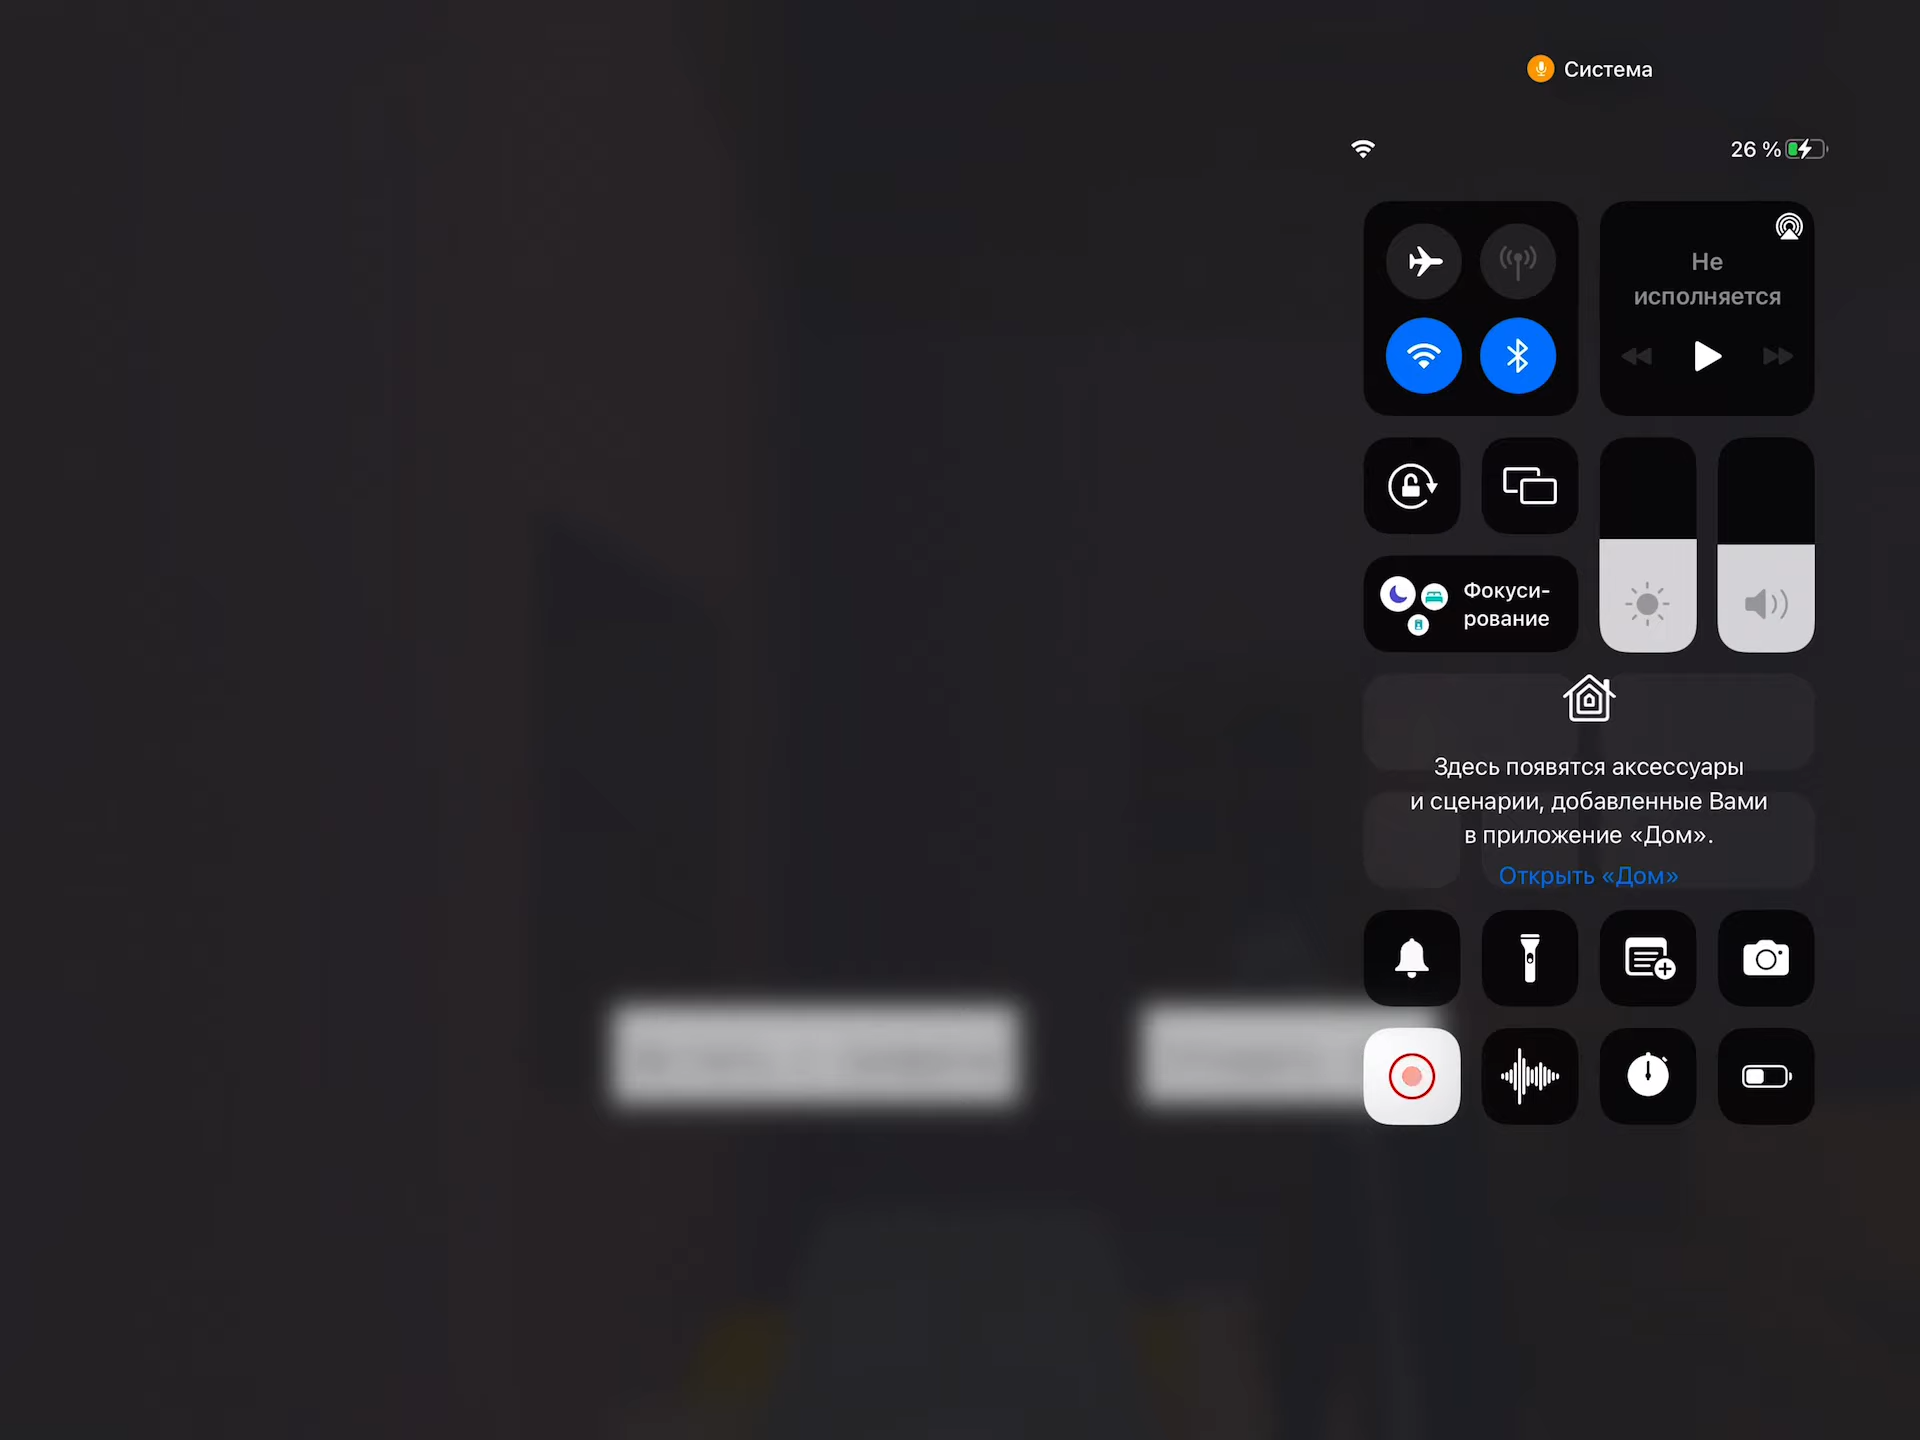 Система
26 %
Не
исполняется
Фокуси-
рование
Здесь появятся аксессуары
и сценарии, добавленные Вами
в приложение «Дом».
Открыть «Дом»